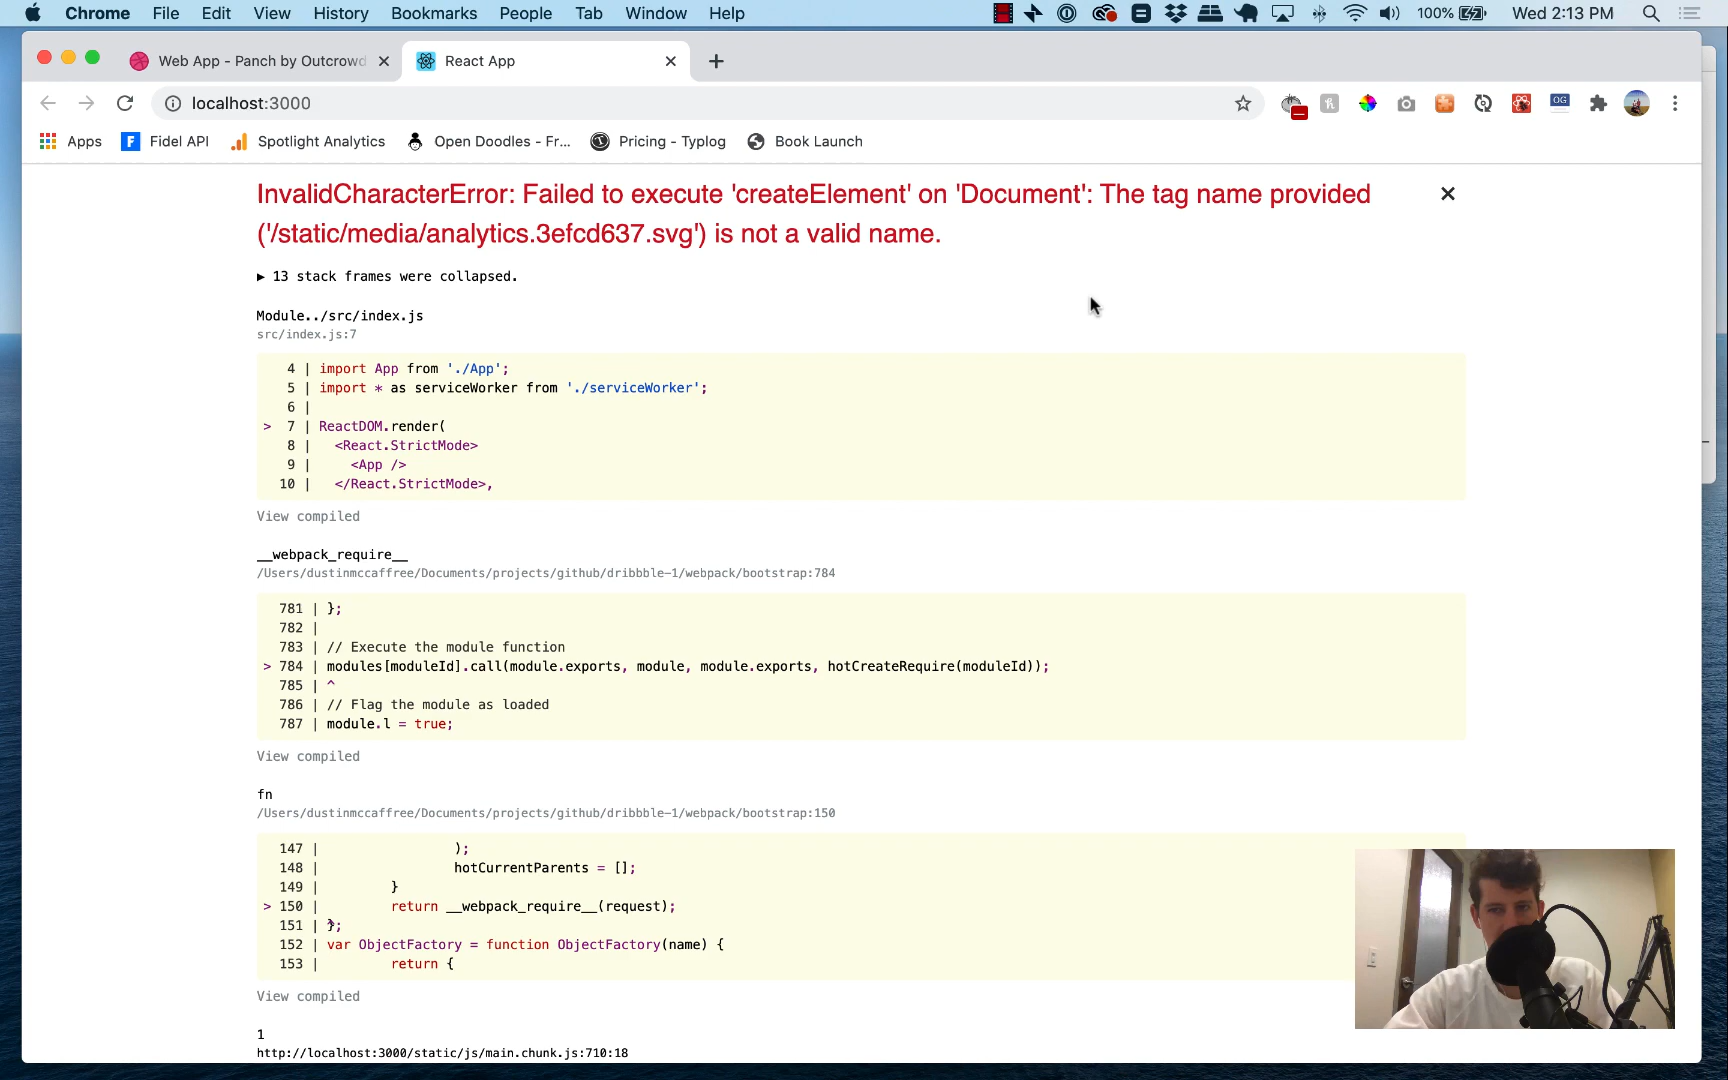 Chrome File Edit View History Bookmarks People Tab Window Help 100% Wed 2:13 PM
Web App - Panch by Outcrowd React App
localhost:3000 OG
Apps Fidel API Spotlight Analytics Open Doodles - Fr... Pricing - Typlog Book Launch
InvalidCharacterError: Failed to execute 'createElement' on 'Document': The tag name provided
('/static/media/analytics.3efcd637.svg') is not a valid name.
▶ 13 stack frames were collapsed.
Module../src/index.js
src/index.js:7
4 | import App from './App';
5 | import * as serviceWorker from './serviceWorker';
6 |
> 7 | ReactDOM.render(
8 | <React.StrictMode>
9 | <App />
10 | </React.StrictMode>,
View compiled
__webpack_require__
/Users/dustinmccaffree/Documents/projects/github/dribbble-1/webpack/bootstrap:784
781 | };
782 |
783 | // Execute the module function
> 784 | modules[moduleId].call(module.exports, module, module.exports, hotCreateRequire(moduleId));
785 | ^
786 | // Flag the module as loaded
787 | module.l = true;
View compiled
fn
/Users/dustinmccaffree/Documents/projects/github/dribbble-1/webpack/bootstrap:150
147 | );
148 | hotCurrentParents = [];
149 | }
> 150 | return __webpack_require__(request);
151 | };
152 | var ObjectFactory = function ObjectFactory(name) {
153 | return {
View compiled
1
http://localhost:3000/static/js/main.chunk.js:710:18